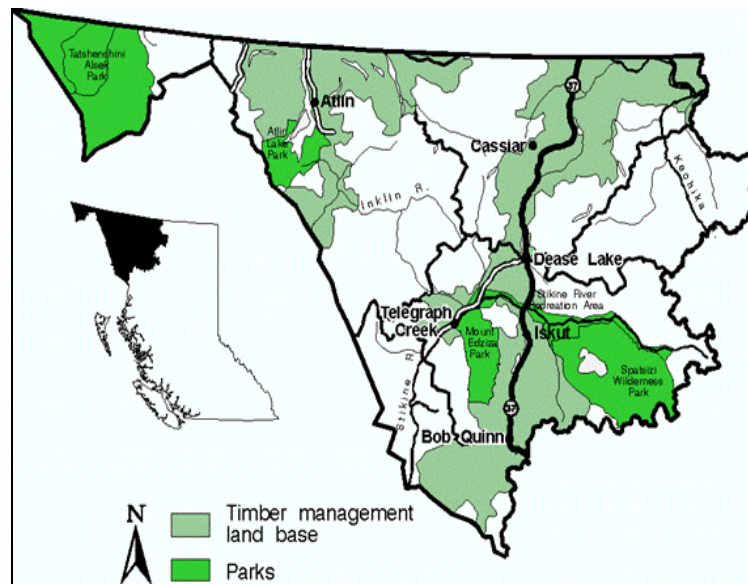 Tatshenshini
Alsek
Park
37
Atlin
Atlin
Lake
Park
Cassiar
Kechika
Inklin R.
Dease Lake
Stikine River
Recreation Area
Telegraph
Creek
Iskut
Mount
Edziza
Park
Spatsizi
Wilderness
Park
Stikine R.
37
Bob Quinn
N
Timber management
land base
Parks